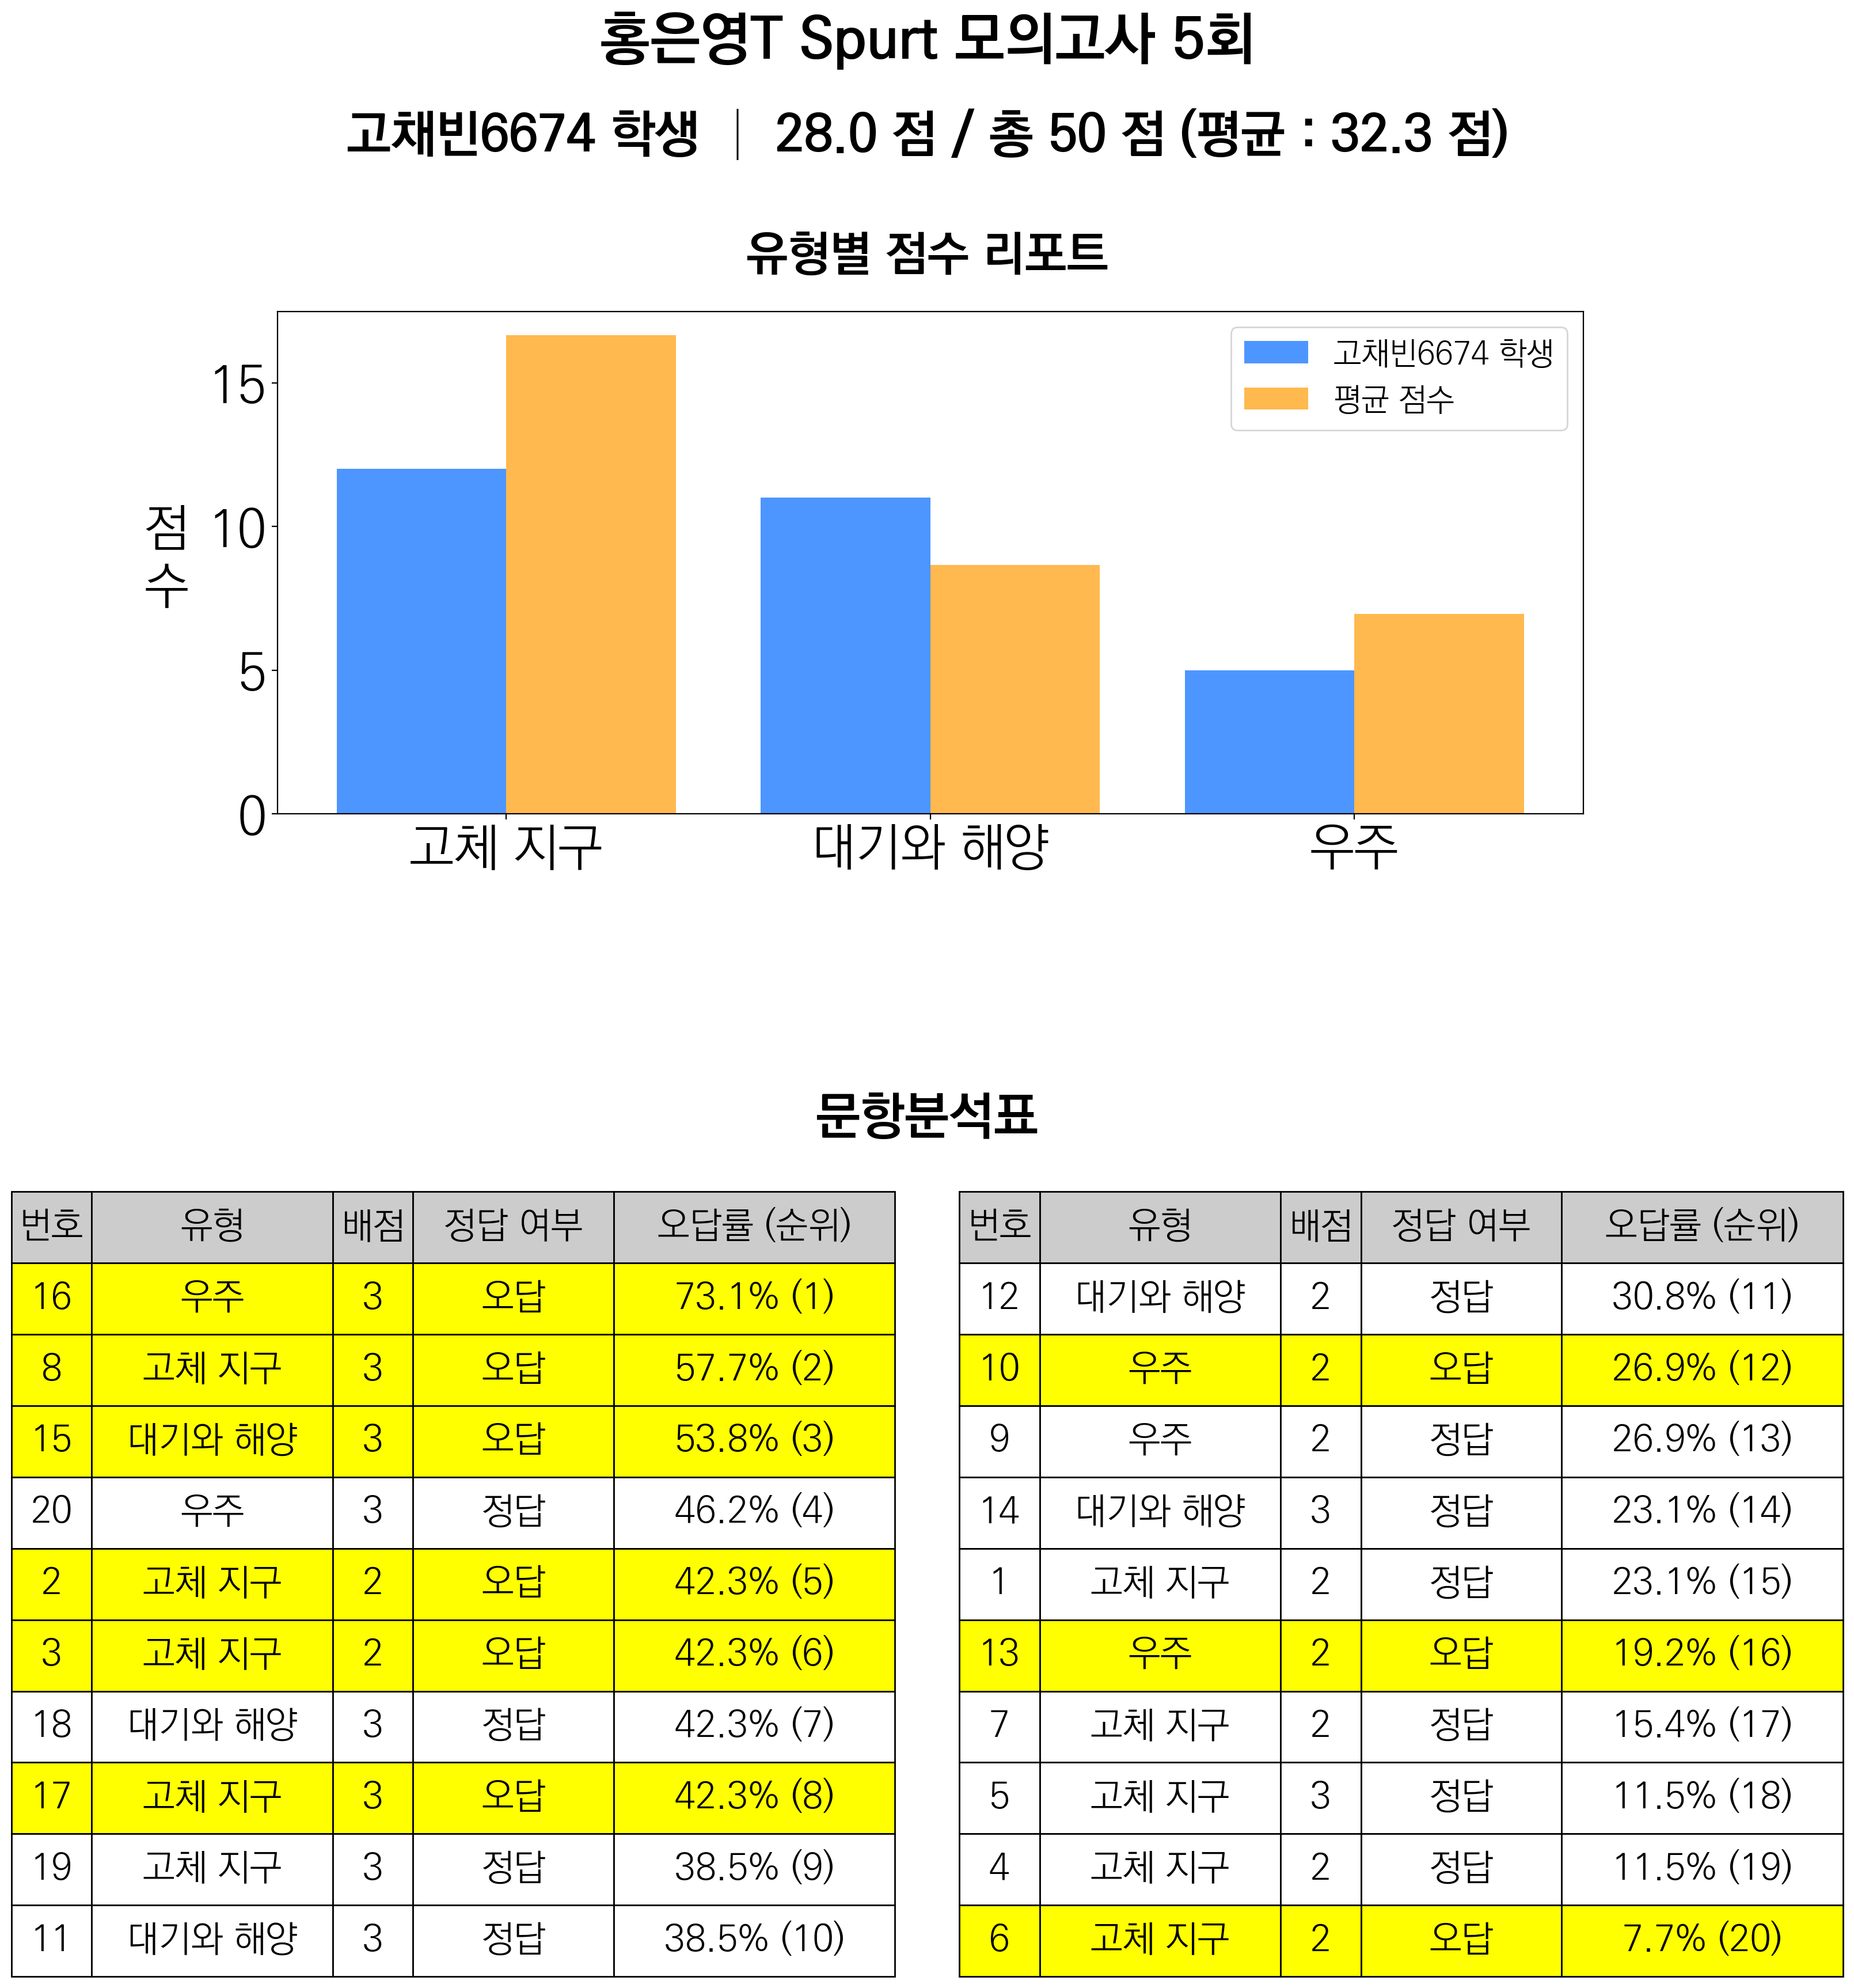 홍은영T Spurt 모의고사 5회
고채빈6674 학생 │ 28.0 점 / 총 50 점 (평균 : 32.3 점)
유형별 점수 리포트
고채빈6674 학생
평균 점수
점
수
15
10
5
0
고체 지구 대기와 해양 우주
문항분석표
번호 유형 배점 정답 여부 오답률 (순위)
16 우주 3 오답 73.1% (1)
8 고체 지구 3 오답 57.7% (2)
15 대기와 해양 3 오답 53.8% (3)
20 우주 3 정답 46.2% (4)
2 고체 지구 2 오답 42.3% (5)
3 고체 지구 2 오답 42.3% (6)
18 대기와 해양 3 정답 42.3% (7)
17 고체 지구 3 오답 42.3% (8)
19 고체 지구 3 정답 38.5% (9)
11 대기와 해양 3 정답 38.5% (10)
번호 유형 배점 정답 여부 오답률 (순위)
12 대기와 해양 2 정답 30.8% (11)
10 우주 2 오답 26.9% (12)
9 우주 2 정답 26.9% (13)
14 대기와 해양 3 정답 23.1% (14)
1 고체 지구 2 정답 23.1% (15)
13 우주 2 오답 19.2% (16)
7 고체 지구 2 정답 15.4% (17)
5 고체 지구 3 정답 11.5% (18)
4 고체 지구 2 정답 11.5% (19)
6 고체 지구 2 오답 7.7% (20)